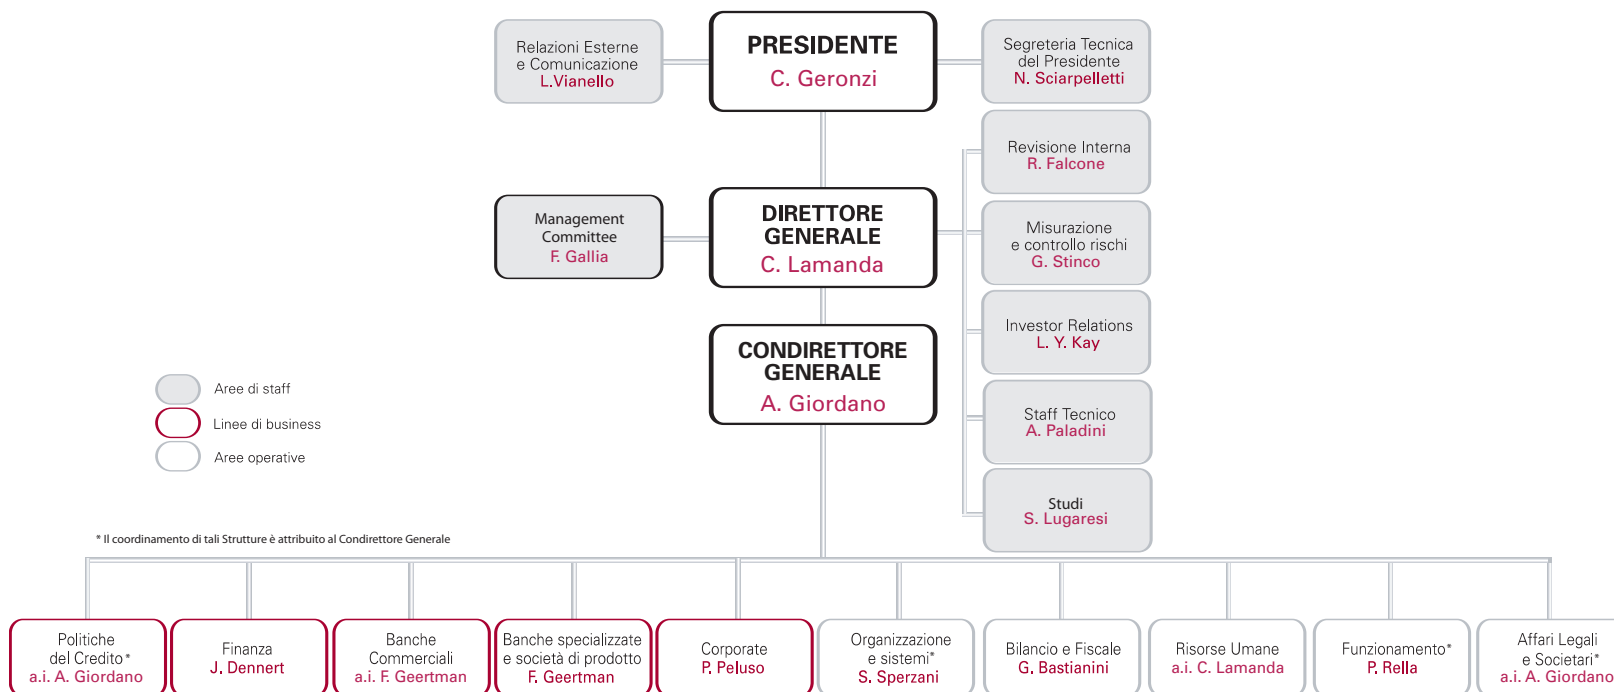 Relazioni Esterne
e Comunicazione
L.Vianello
PRESIDENTE
C. Geronzi
Segreteria Tecnica
del Presidente
N. Sciarpelletti
Revisione Interna
R. Falcone
Management
Committee
F. Gallia
DIRETTORE
GENERALE
C. Lamanda
Misurazione
e controllo rischi
G. Stinco
Investor Relations
L. Y. Kay
CONDIRETTORE
GENERALE
A. Giordano
Staff Tecnico
A. Paladini
Studi
S. Lugaresi
Aree di staff
Linee di business
Aree operative
* Il coordinamento di tali Strutture è attribuito al Condirettore Generale
Politiche
del Credito*
a.i. A. Giordano
Finanza
J. Dennert
Banche
Commerciali
a.i. F. Geertman
Banche specializzate
e società di prodotto
F. Geertman
Corporate
P. Peluso
Organizzazione
e sistemi*
S. Sperzani
Bilancio e Fiscale
G. Bastianini
Risorse Umane
a.i. C. Lamanda
Funzionamento*
P. Rella
Affari Legali
e Societari*
a.i. A. Giordano